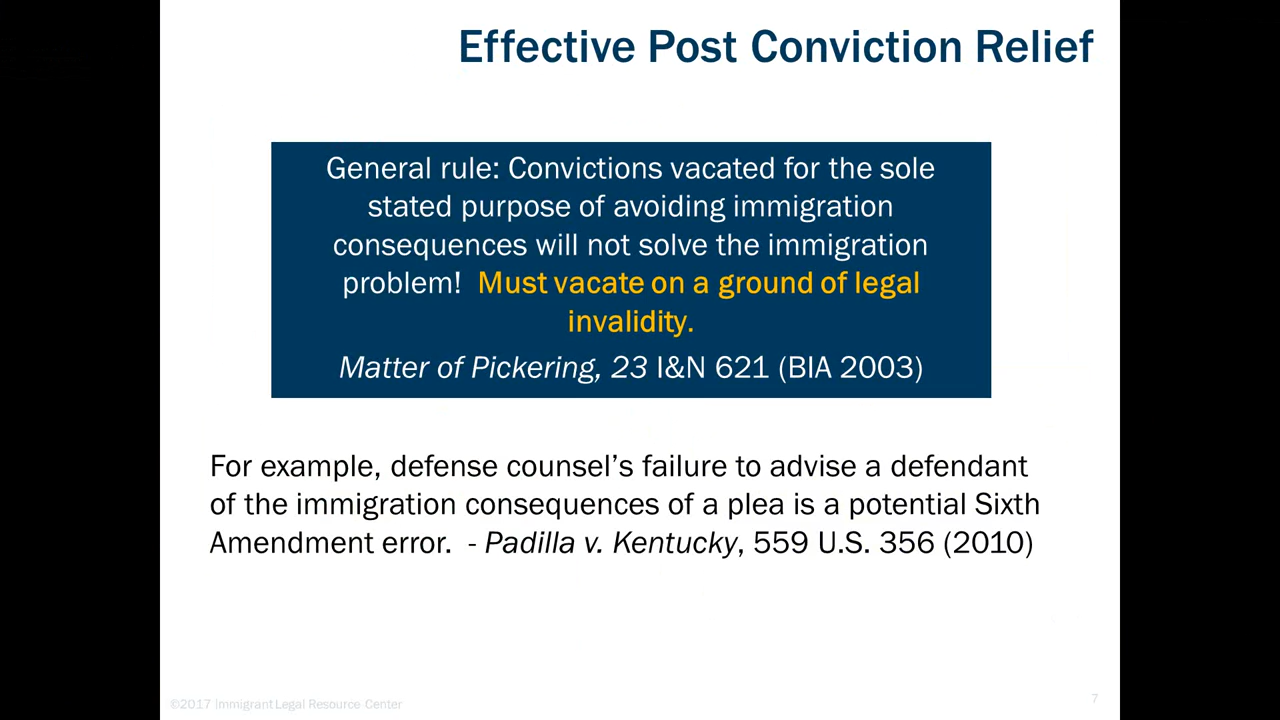 Effective Post Conviction Relief
General rule: Convictions vacated for the sole
stated purpose of avoiding immigration
consequences will not solve the immigration
problem! Must vacate on a ground of legal
invalidity.
Matter of Pickering, 23 I&N 621 (BIA 2003)
For example, defense counsel’s failure to advise a defendant
of the immigration consequences of a plea is a potential Sixth
Amendment error. - Padilla v. Kentucky, 559 U.S. 356 (2010)
©2017 Immigrant Legal Resource Center
7